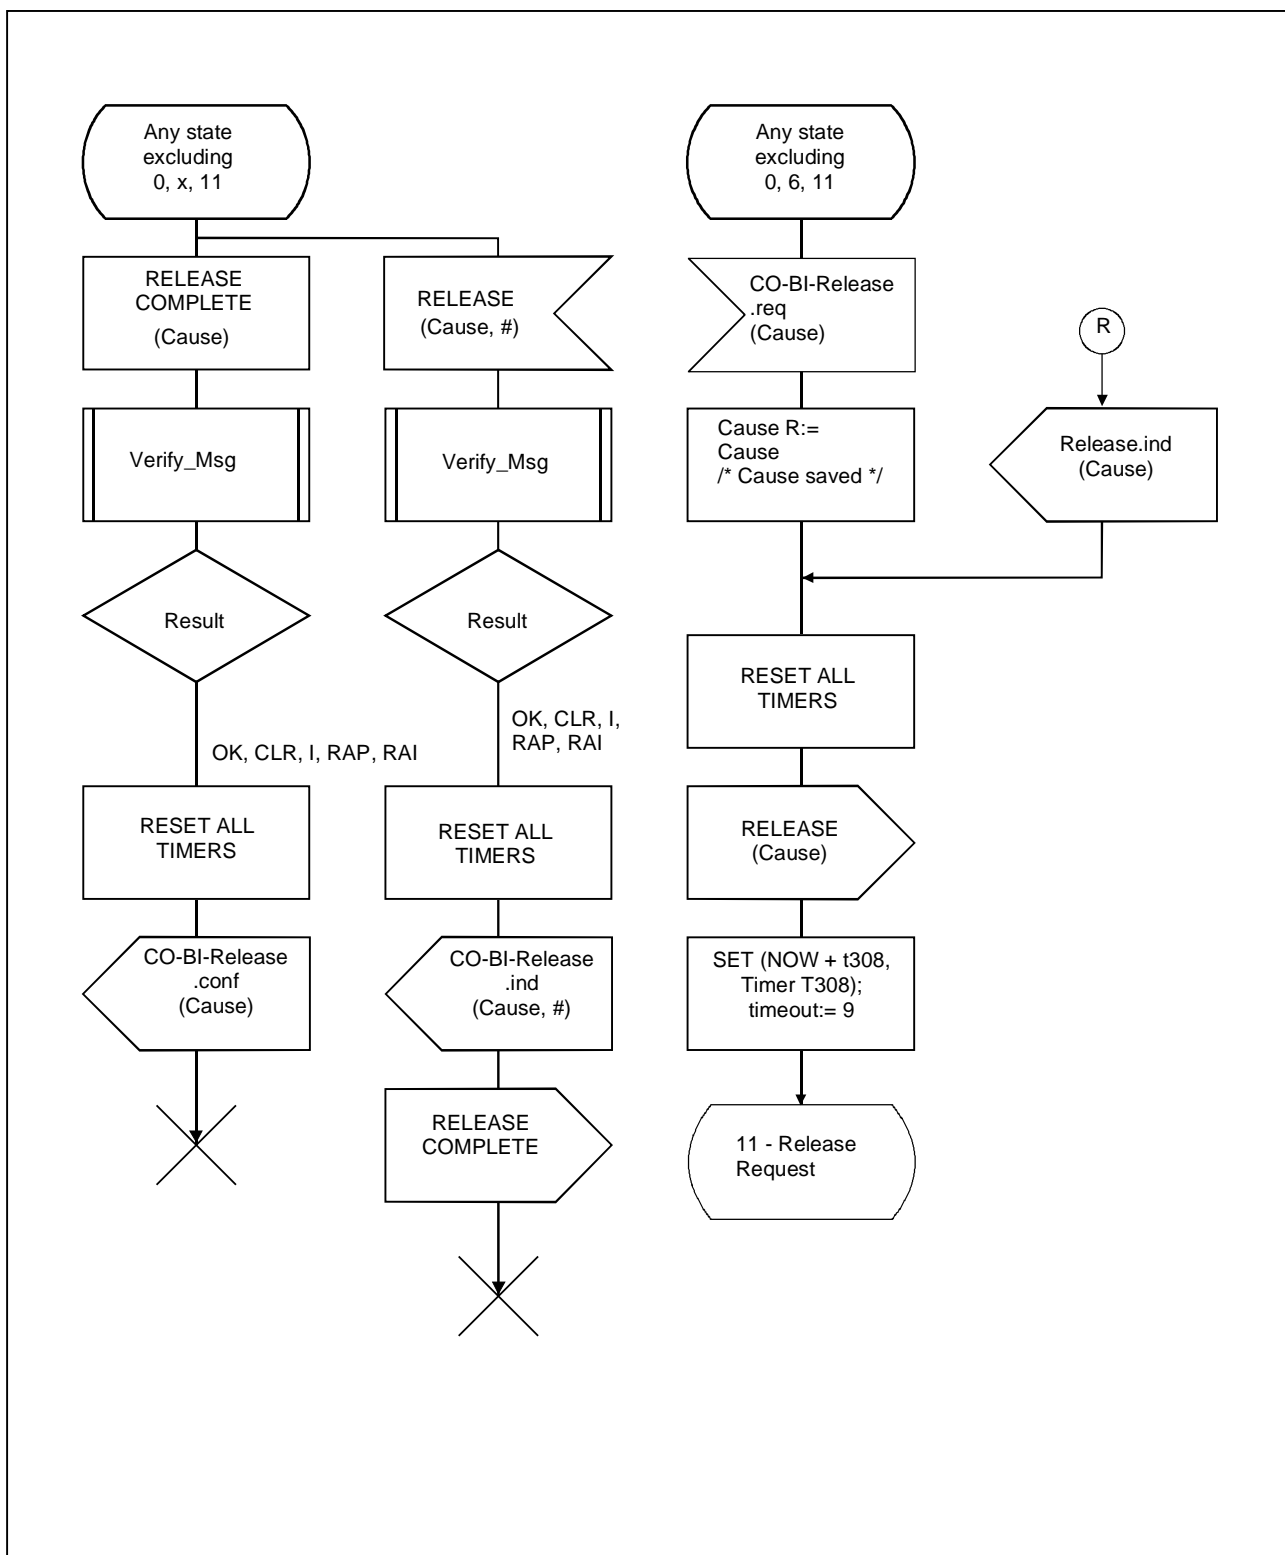 Any state
excluding
0, x, 11
RELEASE
COMPLETE
(Cause)
Verify_Msg
Result
OK, CLR, I, RAP, RAI
RESET ALL
TIMERS
CO-BI-Release
.conf
(Cause)
RELEASE
(Cause, #)
Verify_Msg
Result
OK, CLR, I,
RAP, RAI
RESET ALL
TIMERS
CO-BI-Release
.ind
(Cause, #)
RELEASE
COMPLETE
Any state
excluding
0, 6, 11
CO-BI-Release
.req
(Cause)
Cause R:=
Cause
/* Cause saved */
R
Release.ind
(Cause)
RESET ALL
TIMERS
RELEASE
(Cause)
SET (NOW + t308,
Timer T308);
timeout:= 9
11 - Release
Request